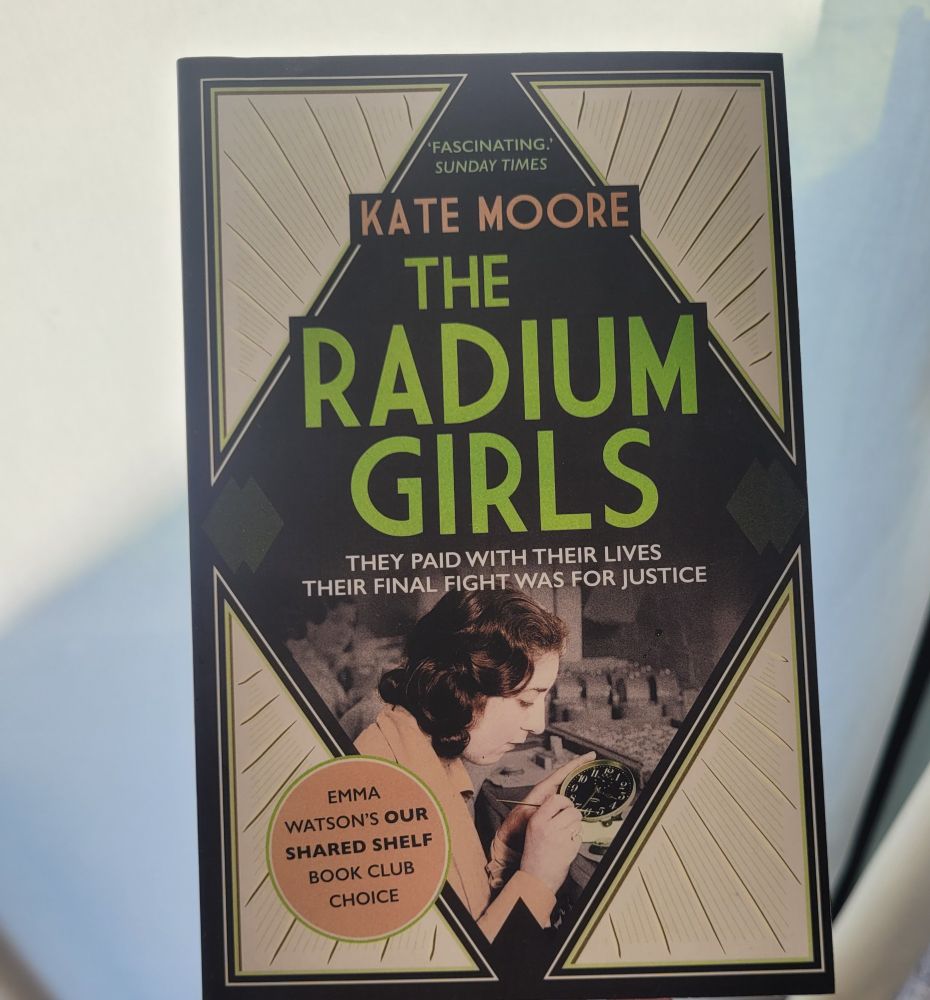 'FASCINATING.'
SUNDAY TIMES
KATE MOORE
THE
RADIUM
GIRLS
THEY PAID WITH THEIR LIVES
THEIR FINAL FIGHT WAS FOR JUSTICE
EMMA
WATSON'S OUR
SHARED SHELF
BOOK CLUB
CHOICE